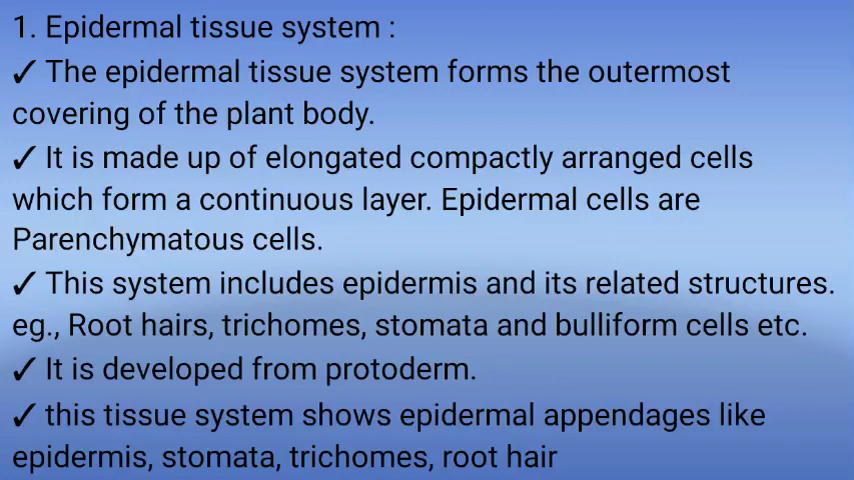 1. Epidermal tissue system :
✓ The epidermal tissue system forms the outermost
covering of the plant body.
✓ It is made up of elongated compactly arranged cells
which form a continuous layer. Epidermal cells are
Parenchymatous cells.
✓ This system includes epidermis and its related structures.
eg., Root hairs, trichomes, stomata and bulliform cells etc.
✓ It is developed from protoderm.
✓ this tissue system shows epidermal appendages like
epidermis, stomata, trichomes, root hair